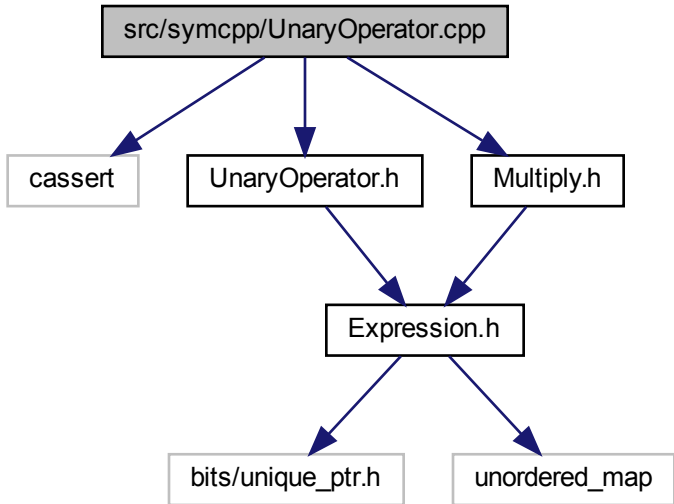 src/symcpp/UnaryOperator.cpp
cassert
UnaryOperator.h
Multiply.h
Expression.h
bits/unique_ptr.h
unordered_map